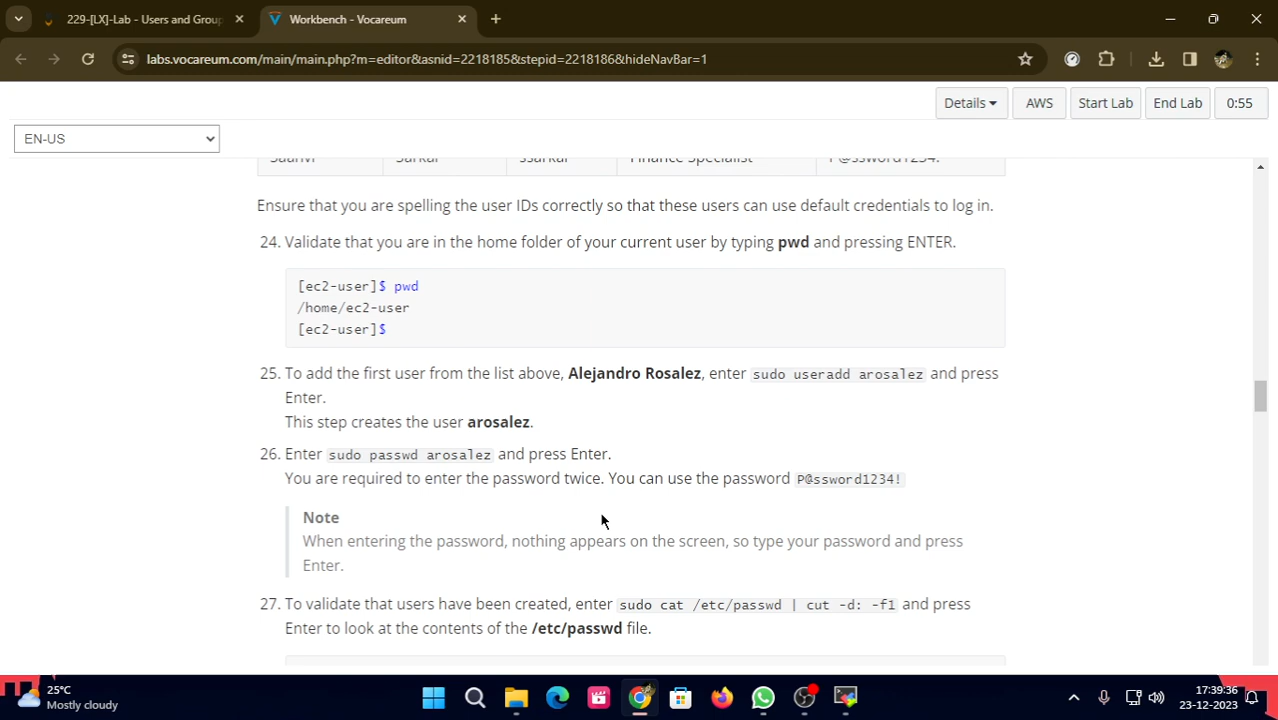 229-[LX]-Lab - Users and Group
Workbench - Vocareum
labs.vocareum.com/main/main.php?m=editor&asnid=2218185&stepid=2218186&hideNavBar=1
Details AWS Start Lab End Lab 0:55
EN-US
Saanvi Sarkar ssarkar Finance Specialist P@ssword1234!
Ensure that you are spelling the user IDs correctly so that these users can use default credentials to log in.
24. Validate that you are in the home folder of your current user by typing pwd and pressing ENTER.
[ec2-user]$ pwd
/home/ec2-user
[ec2-user]$
25. To add the first user from the list above, Alejandro Rosalez, enter sudo useradd arosalez and press
Enter.
This step creates the user arosalez.
26. Enter sudo passwd arosalez and press Enter.
You are required to enter the password twice. You can use the password P@ssword1234!
Note
When entering the password, nothing appears on the screen, so type your password and press
Enter.
27. To validate that users have been created, enter sudo cat /etc/passwd | cut -d: -f1 and press
Enter to look at the contents of the /etc/passwd file.
25°C
Mostly cloudy
17:39:36
23-12-2023